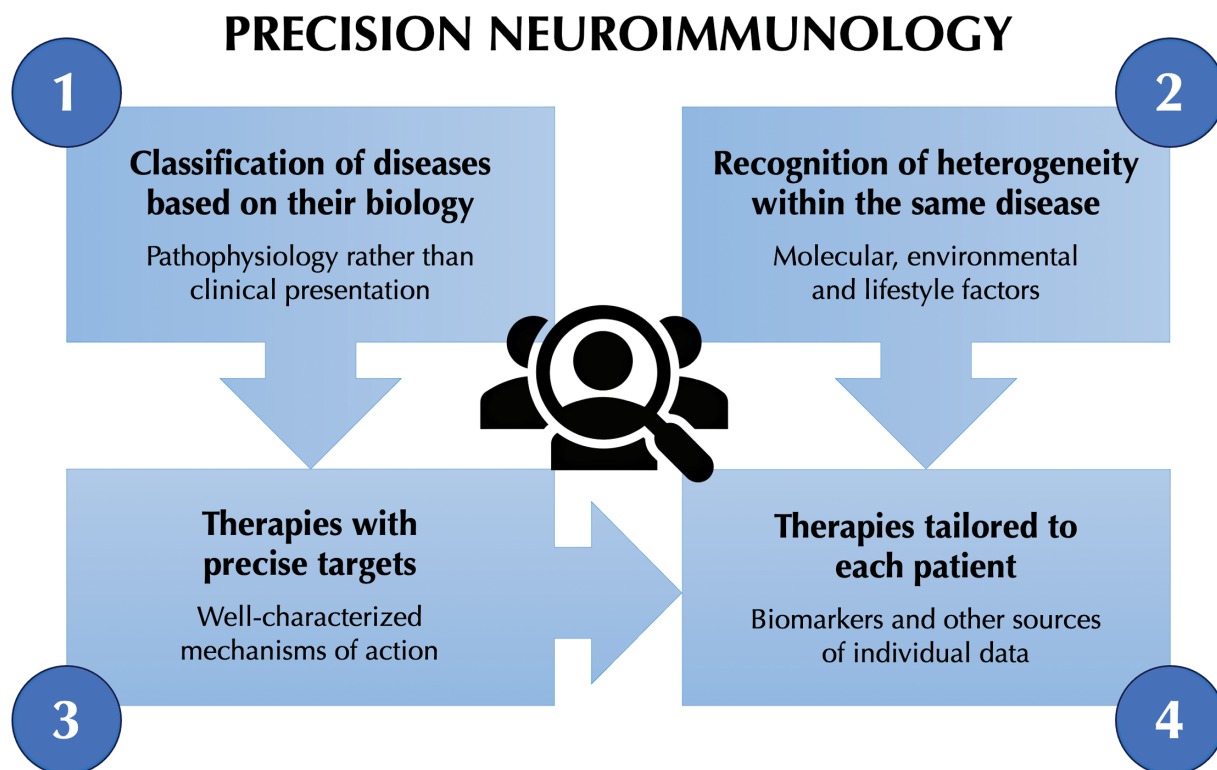 PRECISION NEUROIMMUNOLOGY
1
Classification of diseases
based on their biology
Pathophysiology rather than
clinical presentation
2
Recognition of heterogeneity
within the same disease
Molecular, environmental
and lifestyle factors
3
Therapies with
precise targets
Well-characterized
mechanisms of action
4
Therapies tailored to
each patient
Biomarkers and other sources
of individual data